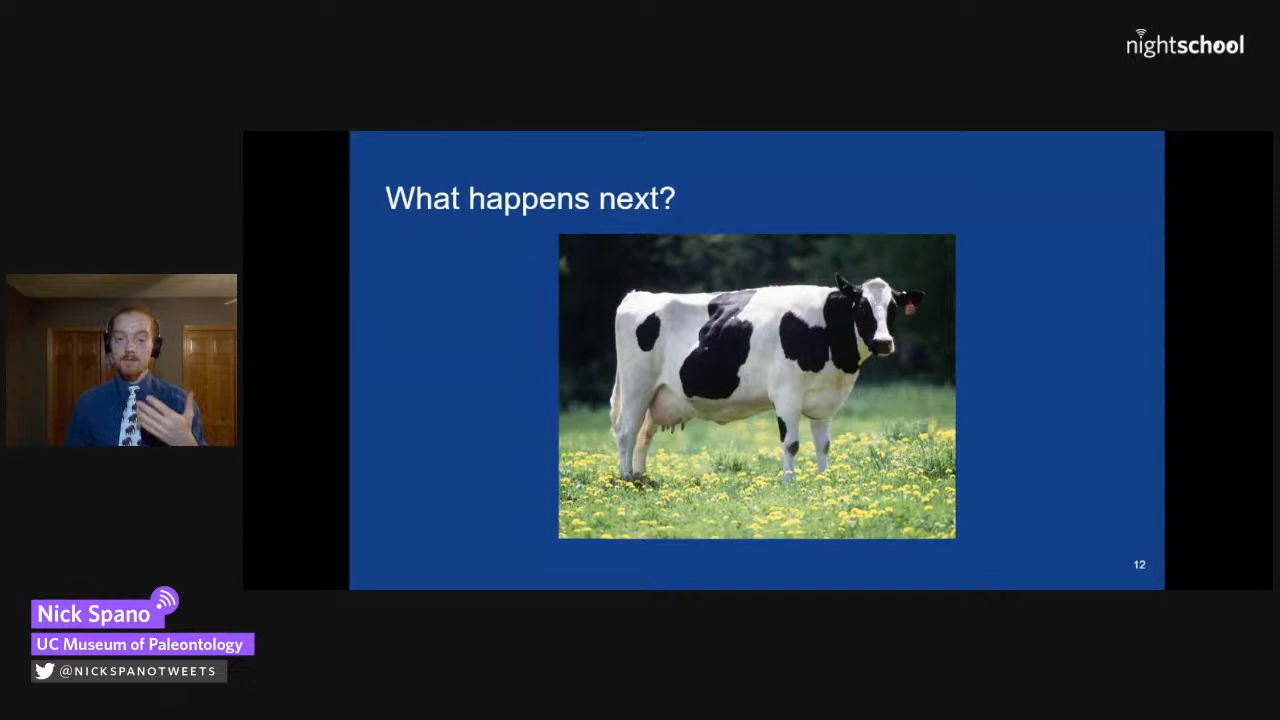 nightschool
What happens next?
12
Nick Spano
UC Museum of Paleontology
@NICKSPANOTWEETS